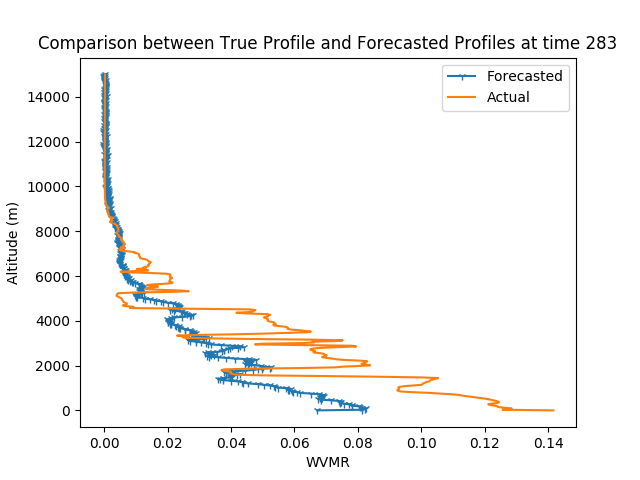 Comparison between True Profile and Forecasted Profiles at time 283
Forecasted
Actual
14000
12000
10000
8000
6000
4000
2000
0
Altitude (m)
0.00 0.02 0.04 0.06 0.08 0.10 0.12 0.14
WVMR